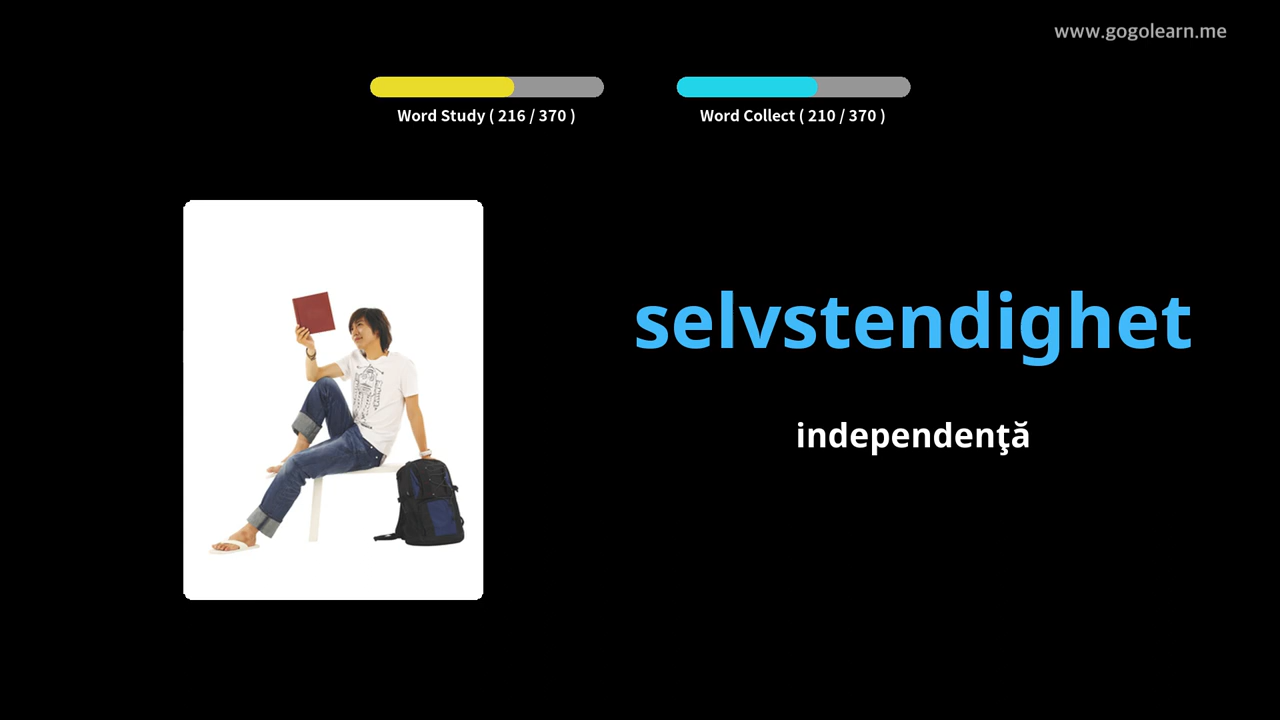 www.gogolearn.me
Word Study ( 216 / 370 )
Word Collect ( 210 / 370 )
selvstendighet
independenţă